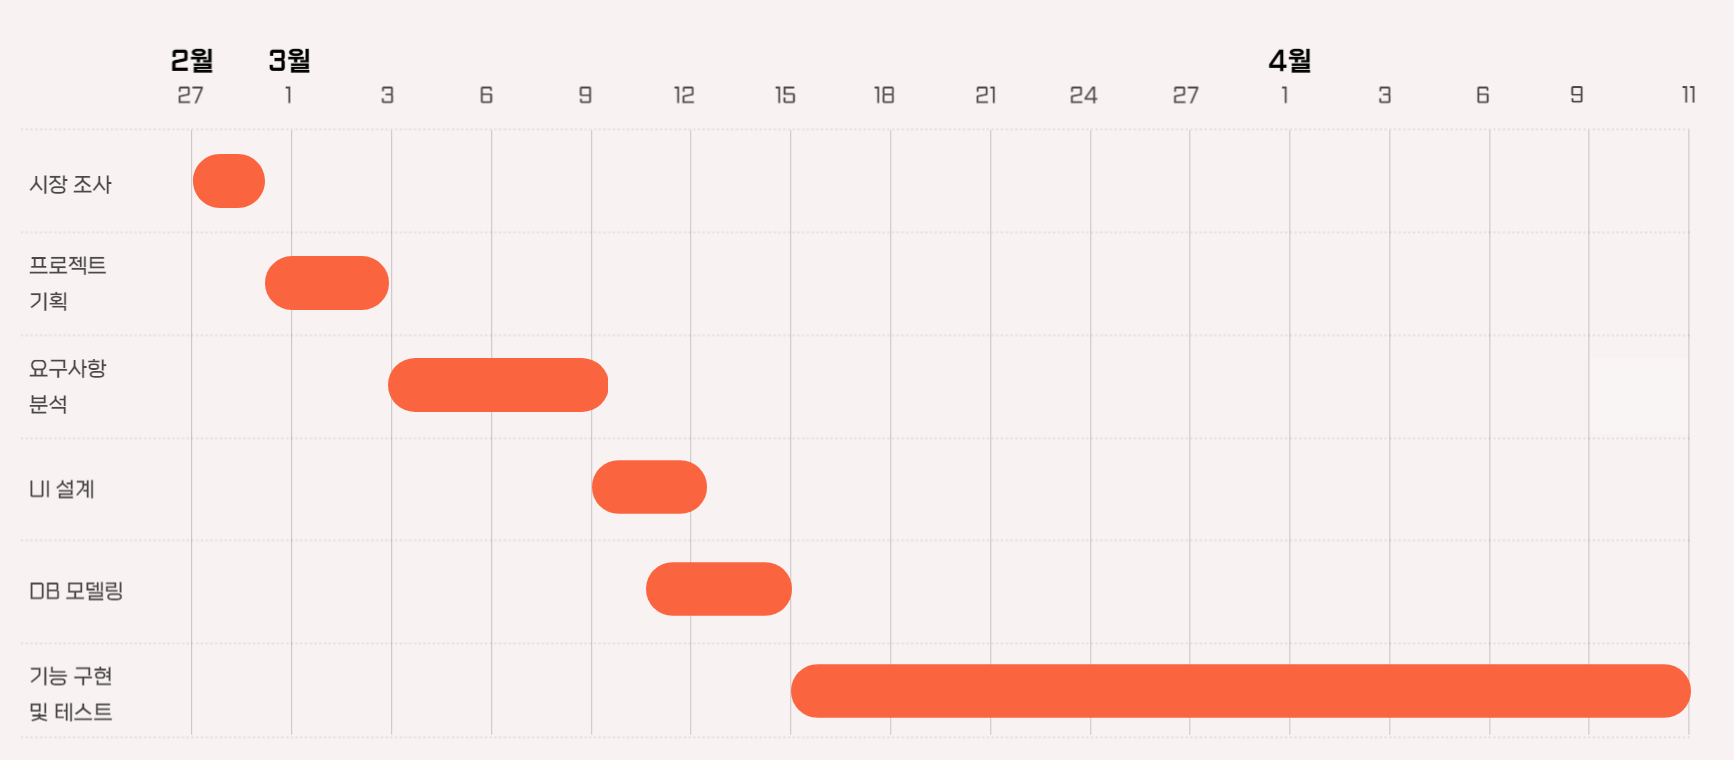 2월 3월 4월
27 1 3 6 9 12 15 18 21 24 27 1 3 6 9 11
시장 조사
프로젝트
기획
요구사항
분석
UI 설계
DB 모델링
기능 구현
및 테스트